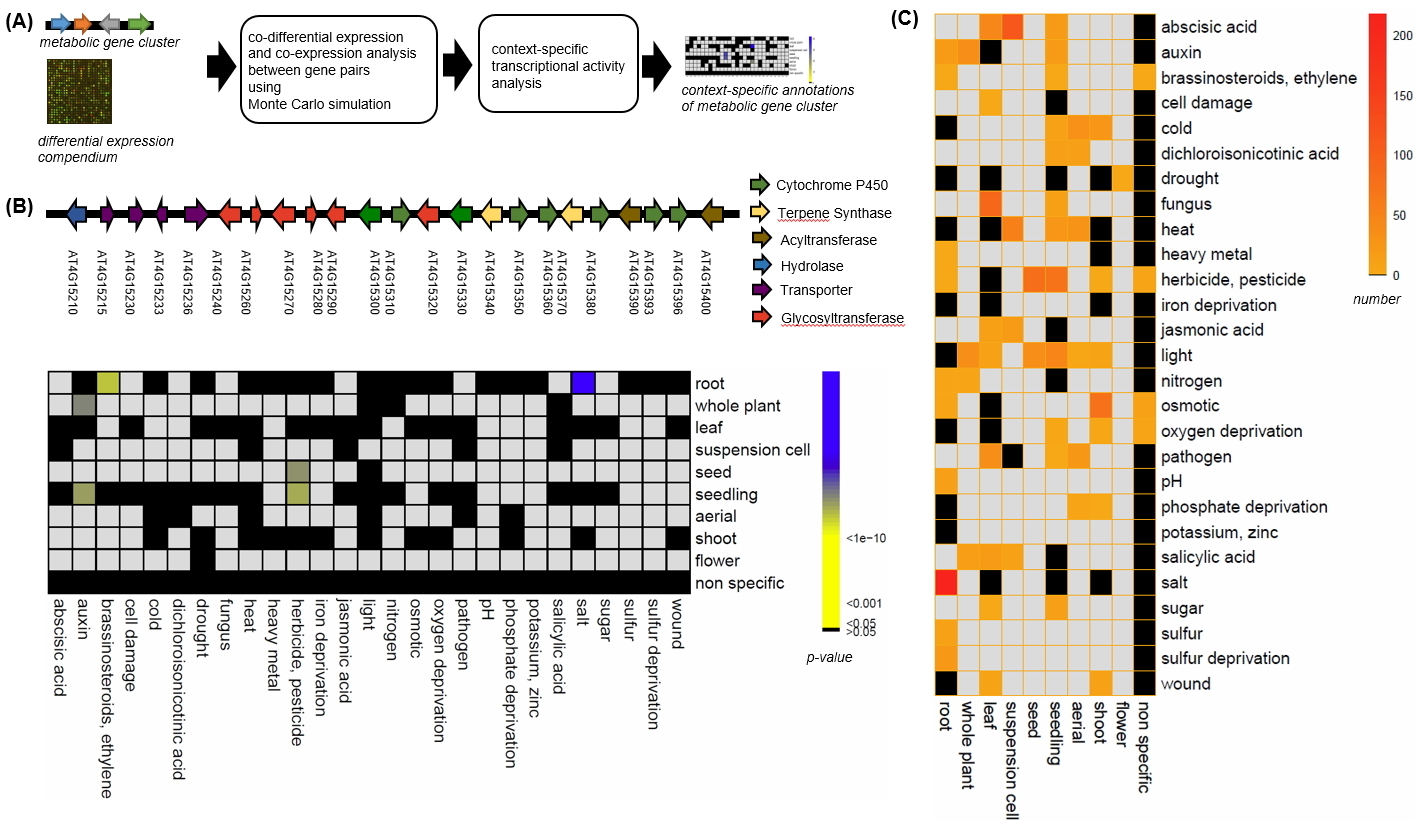 (A)
metabolic gene cluster
differential expression
compendium
co-differential expression
and co-expression analysis
between gene pairs
using
Monte Carlo simulation
context-specific
transcriptional activity
analysis
context-specific annotations
of metabolic gene cluster
(B)
Cytochrome P450
Terpene Synthase
Acyltransferase
Hydrolase
Transporter
Glycosyltransferase
AT4G15210
AT4G15215
AT4G15230
AT4G15233
AT4G15236
AT4G15240
AT4G15260
AT4G15270
AT4G15280
AT4G15290
AT4G15300
AT4G15310
AT4G15320
AT4G15330
AT4G15340
AT4G15350
AT4G15360
AT4G15370
AT4G15380
AT4G15390
AT4G15393
AT4G15396
AT4G15400
root
whole plant
leaf
suspension cell
seed
seedling
aerial
shoot
flower
non specific
abscisic acid
auxin
brassinosteroids, ethylene
cell damage
cold
dichloroisonicotinic acid
drought
fungus
heat
heavy metal
herbicide, pesticide
iron deprivation
jasmonic acid
light
nitrogen
osmotic
oxygen deprivation
pathogen
pH
phosphate deprivation
potassium, zinc
salicylic acid
salt
sugar
sulfur
sulfur deprivation
wound
<1e−10
<0.001
<0.05
>0.05
p-value
(C)
abscisic acid
auxin
brassinosteroids, ethylene
cell damage
cold
dichloroisonicotinic acid
drought
fungus
heat
heavy metal
herbicide, pesticide
iron deprivation
jasmonic acid
light
nitrogen
osmotic
oxygen deprivation
pathogen
pH
phosphate deprivation
potassium, zinc
salicylic acid
salt
sugar
sulfur
sulfur deprivation
wound
root
whole plant
leaf
suspension cell
seed
seedling
aerial
shoot
flower
non specific
200
150
100
50
0
number